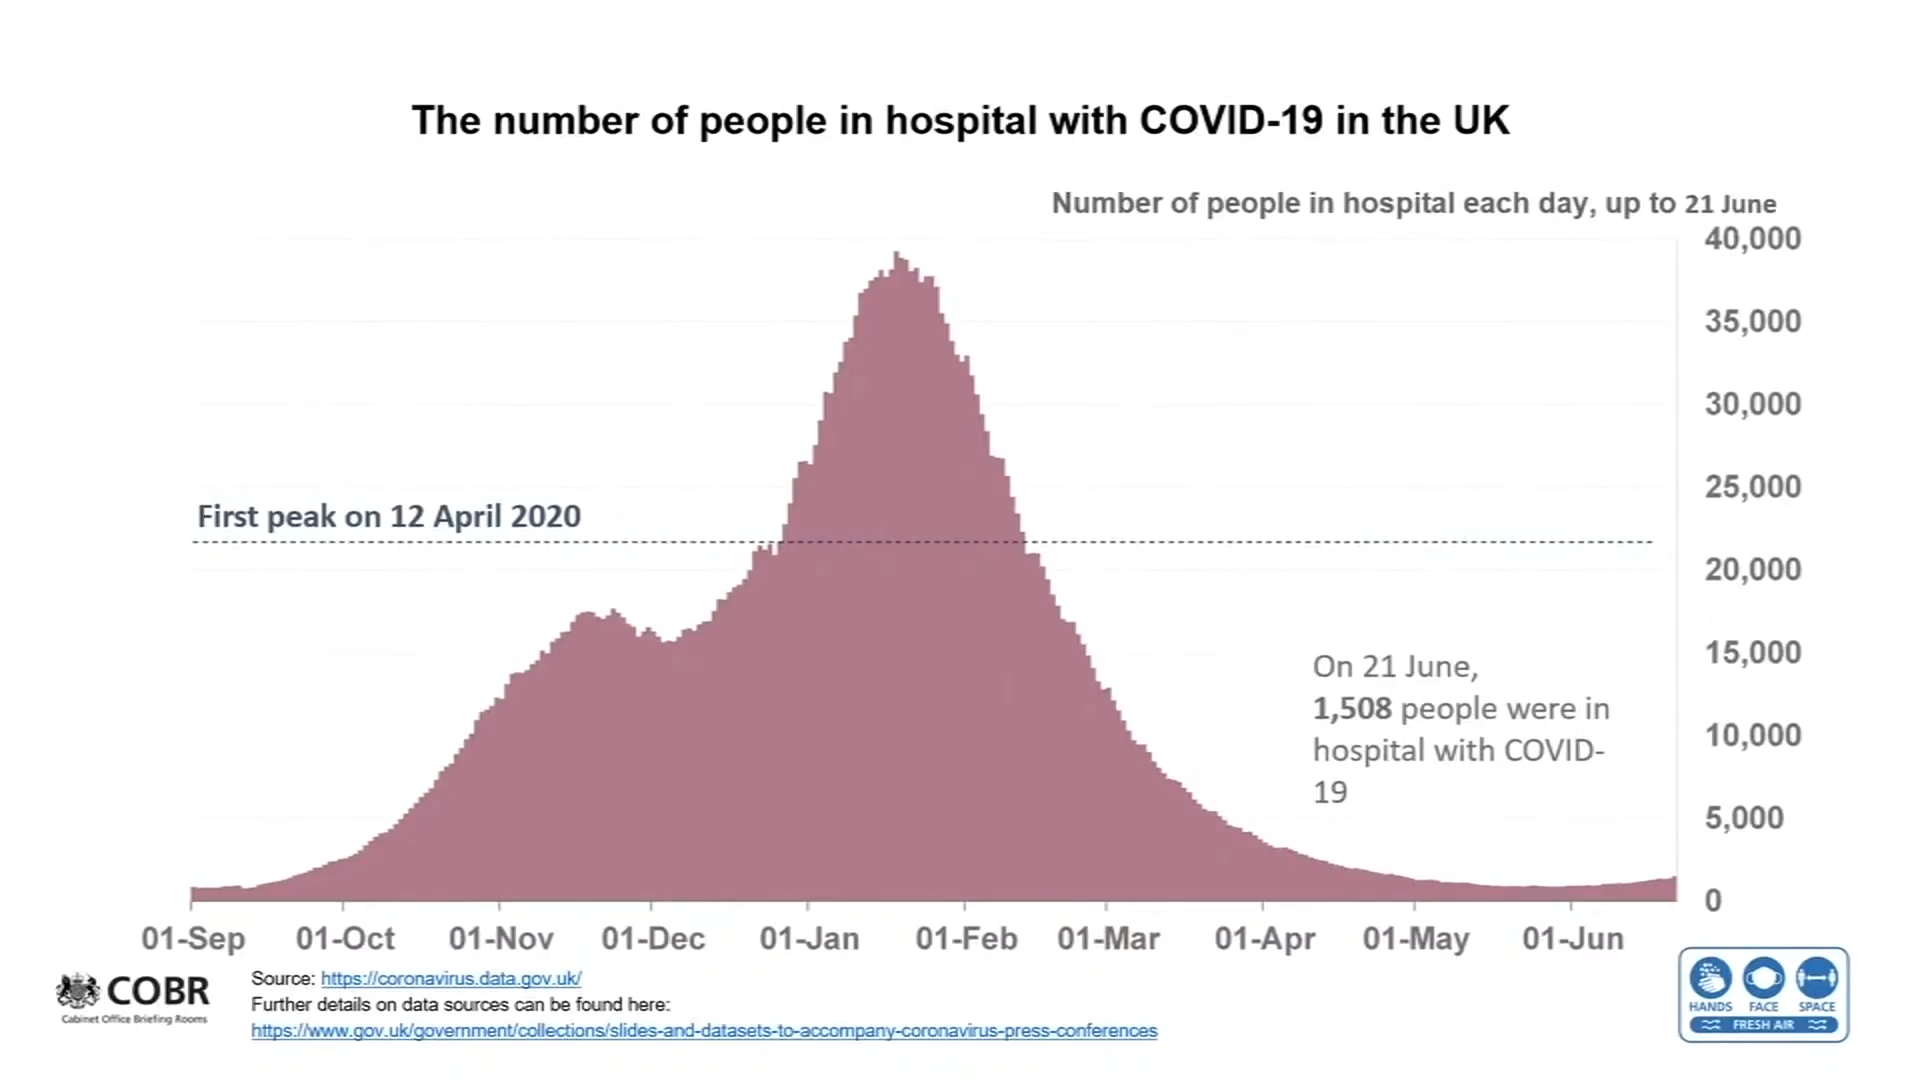 The number of people in hospital with COVID-19 in the UK
Number of people in hospital each day, up to 21 June
40,000
35,000
30,000
25,000
20,000
15,000
10,000
5,000
0
First peak on 12 April 2020
On 21 June,
1,508 people were in
hospital with COVID-
19
01-Sep 01-Oct 01-Nov 01-Dec 01-Jan 01-Feb 01-Mar 01-Apr 01-May 01-Jun
COBR
Cabinet Office Briefing Rooms
Source: https://coronavirus.data.gov.uk/
Further details on data sources can be found here:
https://www.gov.uk/government/collections/slides-and-datasets-to-accompany-coronavirus-press-conferences
HANDS FACE SPACE
FRESH AIR